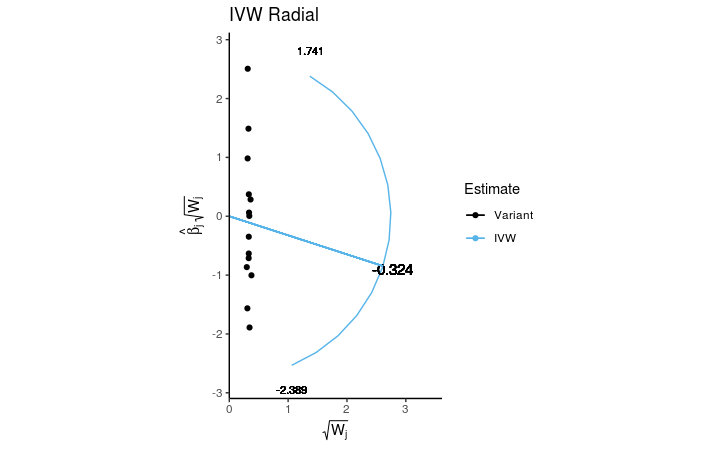 IVW Radial
3
2
1
0
-1
-2
-3
β̂ⱼ√Wⱼ
1.741
-0.324
-2.389
0
1
2
3
√Wⱼ
Estimate
Variant
IVW